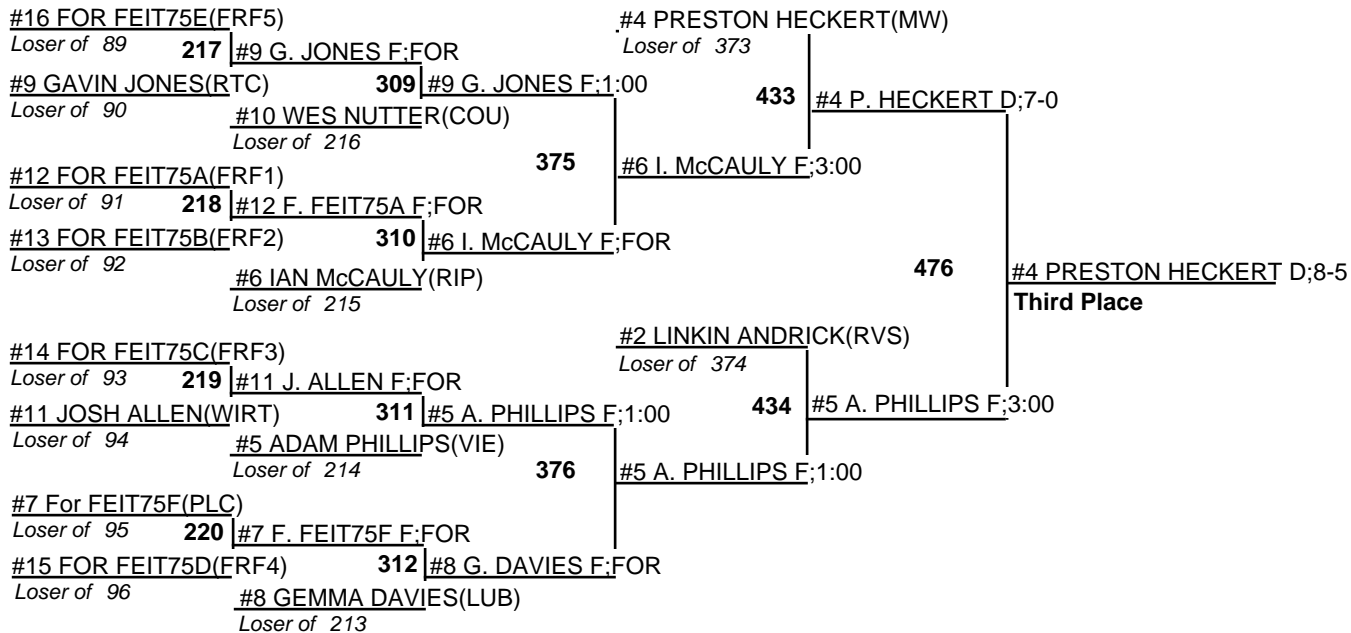 #16 FOR FEIT75E(FRF5)
Loser of 89
217
#9 G. JONES F;FOR
#9 GAVIN JONES(RTC)
Loser of 90
309
#9 G. JONES F;1:00
#10 WES NUTTER(COU)
Loser of 216
#12 FOR FEIT75A(FRF1)
Loser of 91
218
#12 F. FEIT75A F;FOR
#13 FOR FEIT75B(FRF2)
Loser of 92
310
#6 I. McCAULY F;FOR
#6 IAN McCAULY(RIP)
Loser of 215
375
#6 I. McCAULY F;3:00
#4 PRESTON HECKERT(MW)
Loser of 373
433
#4 P. HECKERT D;7-0
#14 FOR FEIT75C(FRF3)
Loser of 93
219
#11 J. ALLEN F;FOR
#11 JOSH ALLEN(WIRT)
Loser of 94
311
#5 A. PHILLIPS F;1:00
#5 ADAM PHILLIPS(VIE)
Loser of 214
#7 For FEIT75F(PLC)
Loser of 95
220
#7 F. FEIT75F F;FOR
#15 FOR FEIT75D(FRF4)
Loser of 96
312
#8 G. DAVIES F;FOR
#8 GEMMA DAVIES(LUB)
Loser of 213
376
#5 A. PHILLIPS F;1:00
#2 LINKIN ANDRICK(RVS)
Loser of 374
434
#5 A. PHILLIPS F;3:00
476
#4 PRESTON HECKERT D;8-5
Third Place